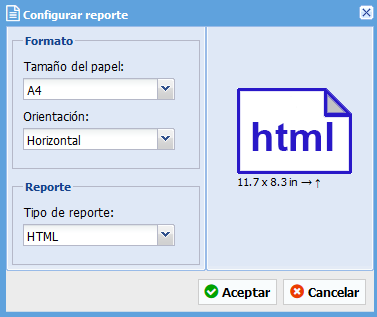 Configurar reporte
Formato
Tamaño del papel:
A4
Orientación:
Horizontal
Reporte
Tipo de reporte:
HTML
html
11.7 x 8.3 in → ↑
Aceptar
Cancelar